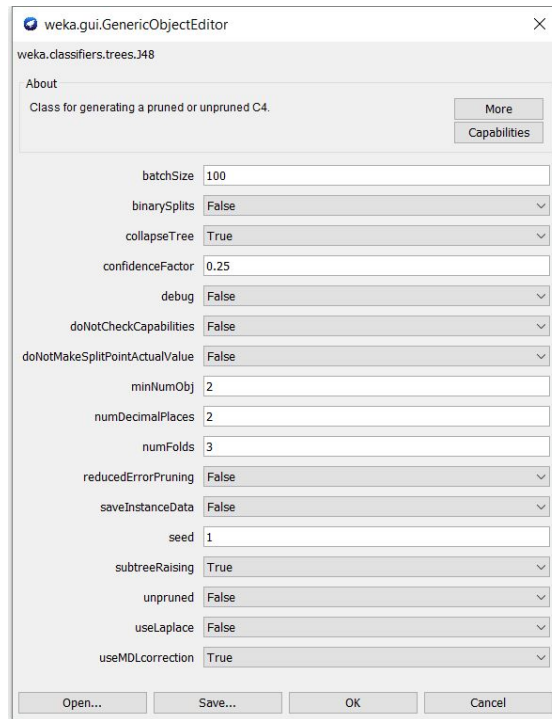 weka.gui.GenericObjectEditor
weka.classifiers.trees.J48
About
Class for generating a pruned or unpruned C4.
More
Capabilities
batchSize 100
binarySplits False
collapseTree True
confidenceFactor 0.25
debug False
doNotCheckCapabilities False
doNotMakeSplitPointActualValue False
minNumObj 2
numDecimalPlaces 2
numFolds 3
reducedErrorPruning False
saveInstanceData False
seed 1
subtreeRaising True
unpruned False
useLaplace False
useMDLcorrection True
Open... Save... OK Cancel